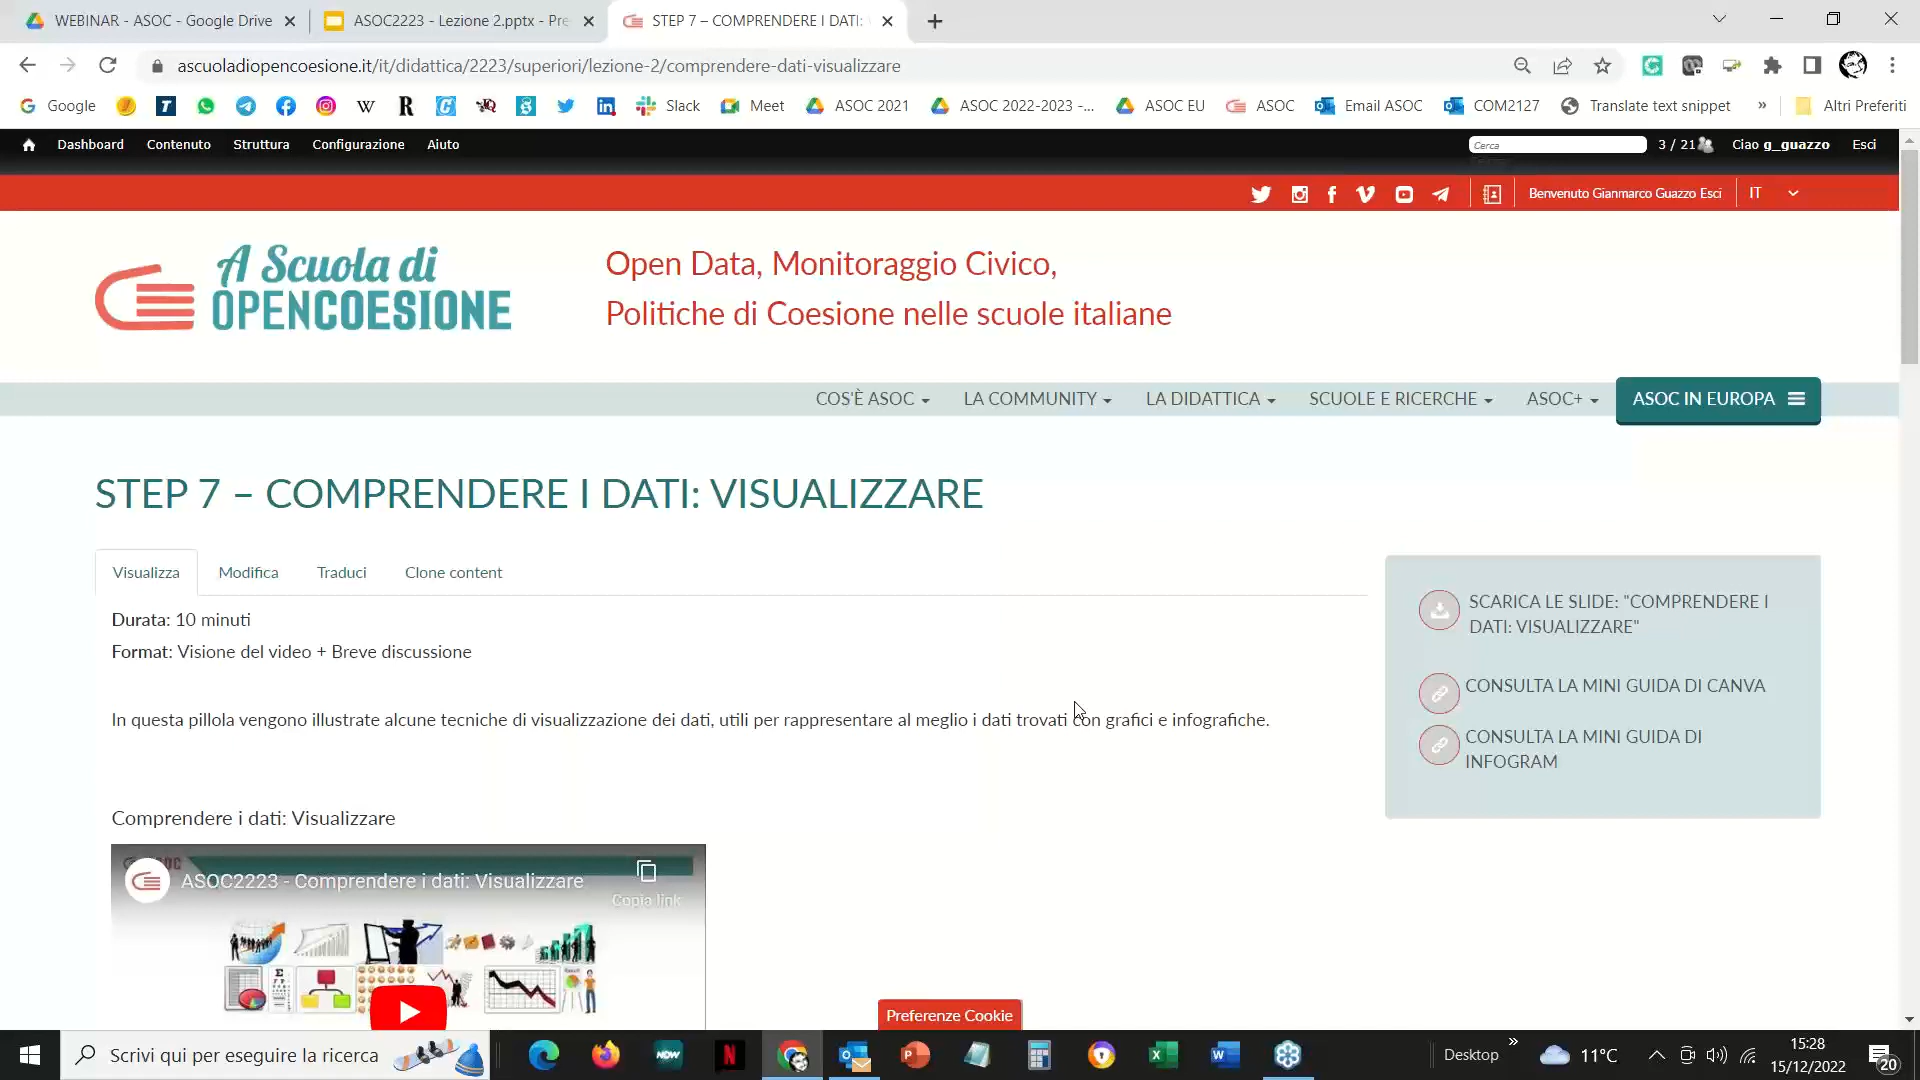 WEBINAR - ASOC - Google Drive
ASOC2223 - Lezione 2.pptx - Pre
STEP 7 – COMPRENDERE I DATI:
ascuoladiopencoesione.it/it/didattica/2223/superiori/lezione-2/comprendere-dati-visualizzare
Google Slack Meet ASOC 2021 ASOC 2022-2023 -... ASOC EU ASOC Email ASOC COM2127 Translate text snippet » Altri Preferiti
Dashboard Contenuto Struttura Configurazione Aiuto Cerca 3 / 21 Ciao g_guazzo Esci
Benvenuto Gianmarco Guazzo Esci IT
A Scuola di
OPENCOESIONE
Open Data, Monitoraggio Civico,
Politiche di Coesione nelle scuole italiane
COS'È ASOC LA COMMUNITY LA DIDATTICA SCUOLE E RICERCHE ASOC+ ASOC IN EUROPA
STEP 7 – COMPRENDERE I DATI: VISUALIZZARE
Visualizza Modifica Traduci Clone content
Durata: 10 minuti
Format: Visione del video + Breve discussione
In questa pillola vengono illustrate alcune tecniche di visualizzazione dei dati, utili per rappresentare al meglio i dati trovati con grafici e infografiche.
SCARICA LE SLIDE: "COMPRENDERE I
DATI: VISUALIZZARE"
CONSULTA LA MINI GUIDA DI CANVA
CONSULTA LA MINI GUIDA DI
INFOGRAM
Comprendere i dati: Visualizzare
ASOC2223 - Comprendere i dati: Visualizzare
Copia link
Preferenze Cookie
Scrivi qui per eseguire la ricerca
NOW
Desktop » 11°C
15:28
15/12/2022
20